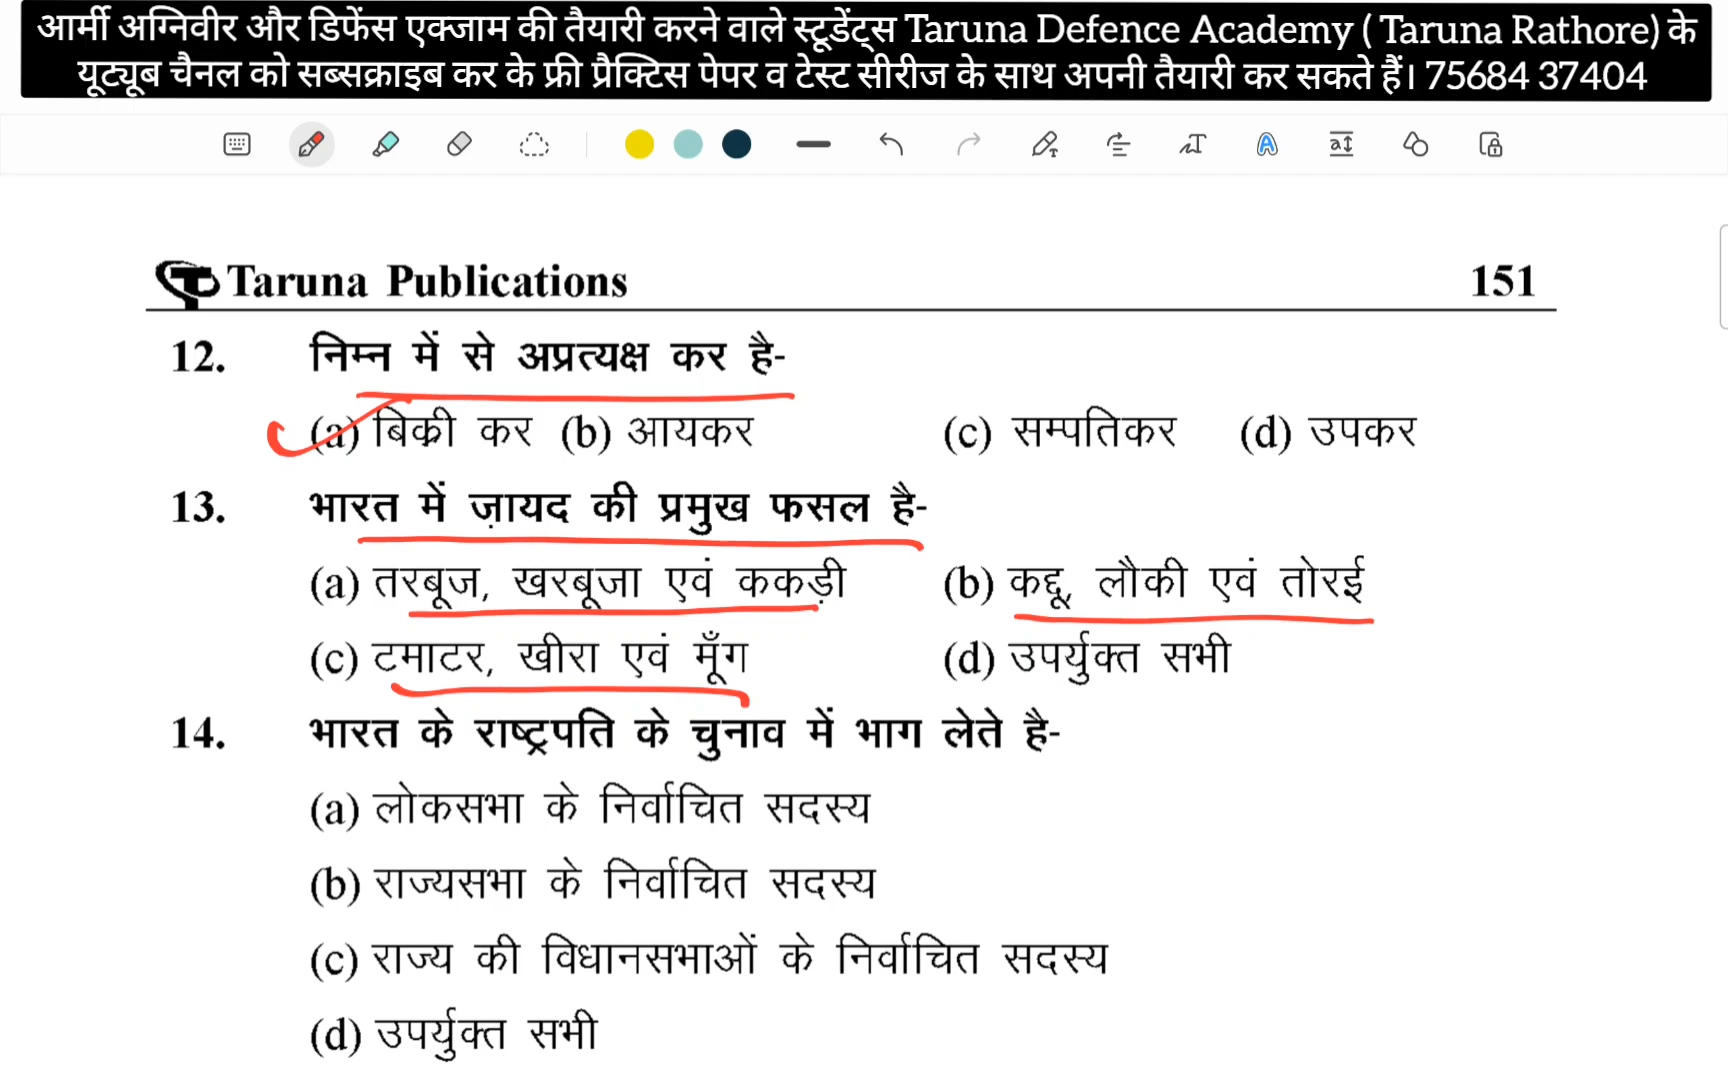 आर्मी अग्निवीर और डिफेंस एक्जाम की तैयारी करने वाले स्टूडेंट्स Taruna Defence Academy ( Taruna Rathore) के
यूट्यूब चैनल को सब्सक्राइब कर के फ्री प्रैक्टिस पेपर व टेस्ट सीरीज के साथ अपनी तैयारी कर सकते हैं। 75684 37404
Taruna Publications 151
12. निम्न में से अप्रत्यक्ष कर है-
(a) बिक्री कर (b) आयकर (c) सम्पतिकर (d) उपकर
13. भारत में ज़ायद की प्रमुख फसल है-
(a) तरबूज, खरबूजा एवं ककड़ी (b) कद्दू, लौकी एवं तोरई
(c) टमाटर, खीरा एवं मूँग (d) उपर्युक्त सभी
14. भारत के राष्ट्रपति के चुनाव में भाग लेते है-
(a) लोकसभा के निर्वाचित सदस्य
(b) राज्यसभा के निर्वाचित सदस्य
(c) राज्य की विधानसभाओं के निर्वाचित सदस्य
(d) उपर्युक्त सभी